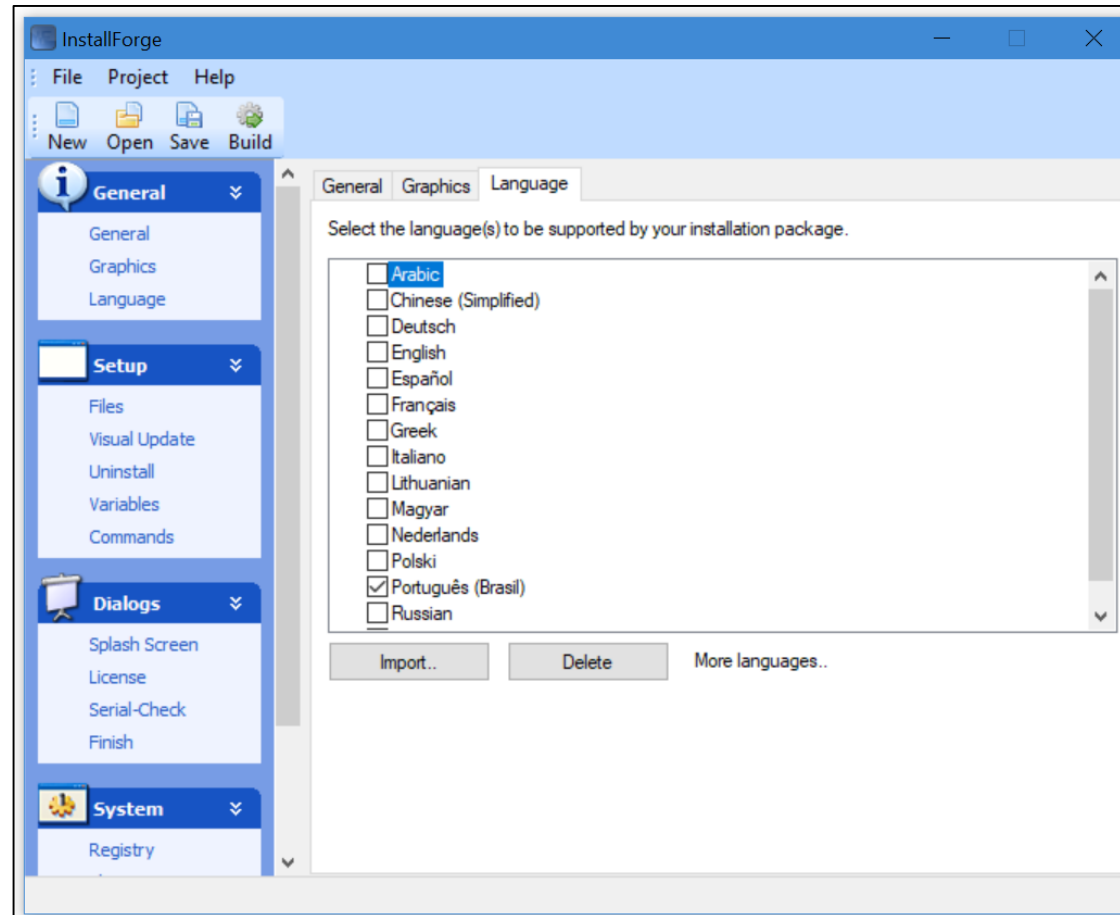 InstallForge
File Project Help
New Open Save Build
General
General
Graphics
Language
Setup
Files
Visual Update
Uninstall
Variables
Commands
Dialogs
Splash Screen
License
Serial-Check
Finish
System
Registry
General Graphics Language
Select the language(s) to be supported by your installation package.
Arabic
Chinese (Simplified)
Deutsch
English
Español
Français
Greek
Italiano
Lithuanian
Magyar
Nederlands
Polski
Português (Brasil)
Russian
Import.. Delete More languages..